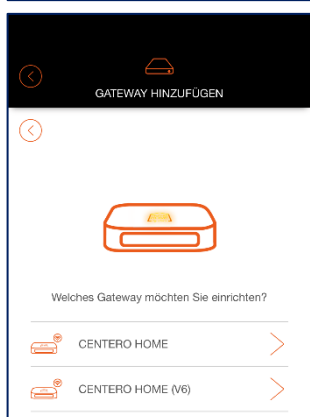 GATEWAY HINZUFÜGEN
Welches Gateway möchten Sie einrichten?
CENTERO HOME
CENTERO HOME (V6)